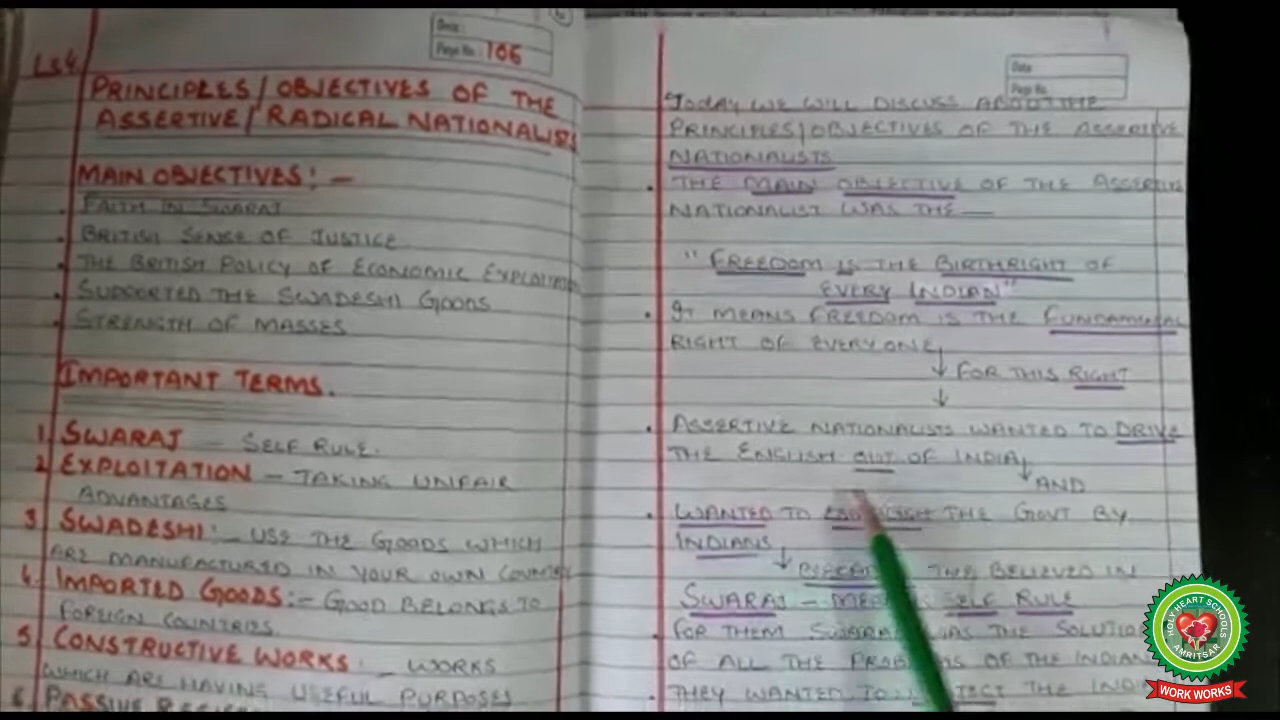 Date:
Page No. 106
LS4
PRINCIPLES/OBJECTIVES OF THE
ASSERTIVE/RADICAL NATIONALISTS
MAIN OBJECTIVES:-
. FAITH IN SWARAJ
. BRITISH SENSE OF JUSTICE
. THE BRITISH POLICY OF ECONOMIC EXPLOITATION
. SUPPORTED THE SWADESHI GOODS
. STRENGTH OF MASSES
IMPORTANT TERMS.
1. SWARAJ - SELF RULE.
2. EXPLOITATION - TAKING UNFAIR
ADVANTAGES
3. SWADESHI:- USE THE GOODS WHICH
ARE MANUFACTURED IN YOUR OWN COUNTRY
4. IMPORTED GOODS:- GOOD BELONGS TO
FOREIGN COUNTRIES
5. CONSTRUCTIVE WORKS: - WORKS
WHICH ARE HAVING USEFUL PURPOSES
6. PASSIVE
Date
Page No.
TODAY WE WILL DISCUSS ABOUT THE
PRINCIPLES/OBJECTIVES OF THE ASSERTIVE
NATIONALISTS
. THE MAIN OBJECTIVE OF THE ASSERTIVE
NATIONALIST WAS THE —
"FREEDOM IS THE BIRTHRIGHT OF
EVERY INDIAN"
. IT MEANS FREEDOM IS THE FUNDAMENTAL
RIGHT OF EVERYONE
↓ FOR THIS RIGHT
↓
. ASSERTIVE NATIONALISTS WANTED TO DRIVE
THE ENGLISH OUT OF INDIA
↓ AND
. WANTED TO THE GOVT BY
INDIANS
↓ THEY BELIEVED IN
SWARAJ - SELF RULE
. FOR THEM SWARAJ WAS THE SOLUTION
OF ALL THE PROBLEMS OF THE INDIAN
. THEY WANTED TO THE
HOLY HEART SCHOOLS
AMRITSAR
WORK WORKS